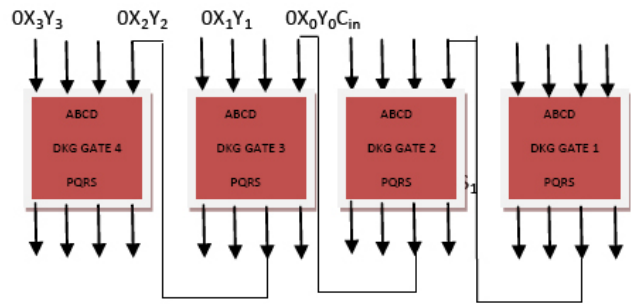 0X₃Y₃ 0X₂Y₂ 0X₁Y₁ 0X₀Y₀Cᵢₙ
ABCD ABCD ABCD ABCD
DKG GATE 4 DKG GATE 3 DKG GATE 2 DKG GATE 1
PQRS PQRS PQRS S₁ PQRS